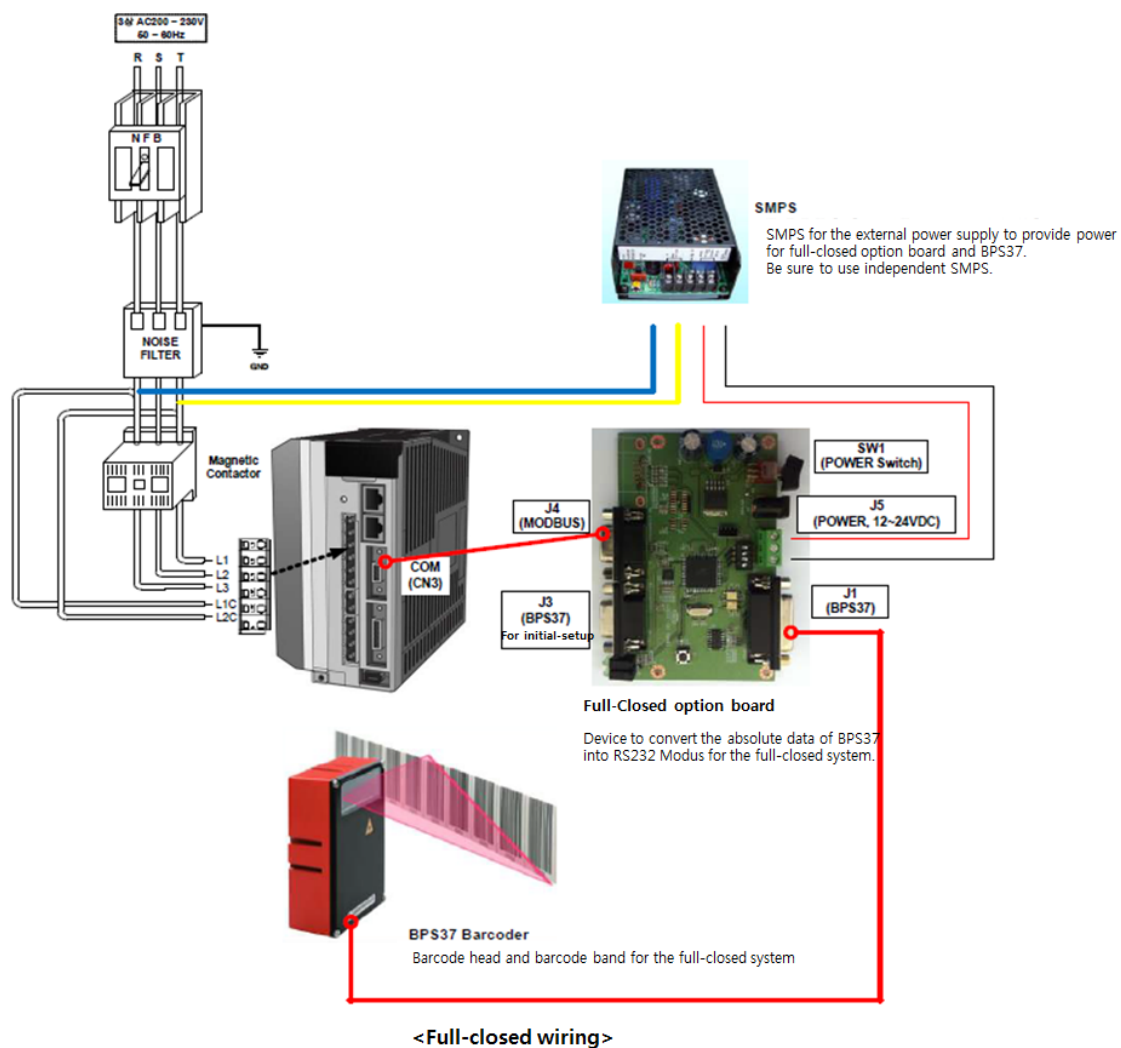 3Φ AC200 – 230V
50 – 60Hz
R S T
N F B
SMPS
SMPS for the external power supply to provide power
for full-closed option board and BPS37.
Be sure to use independent SMPS.
NOISE
FILTER
GND
Magnetic
Contactor
SW1
(POWER Switch)
J4
(MODBUS)
J5
(POWER, 12~24VDC)
L1
L2
L3
L1C
L2C
COM
(CN3)
J3
(BPS37)
For initial-setup
J1
(BPS37)
Full-Closed option board
Device to convert the absolute data of BPS37
into RS232 Modus for the full-closed system.
BPS37 Barcoder
Barcode head and barcode band for the full-closed system
<Full-closed wiring>